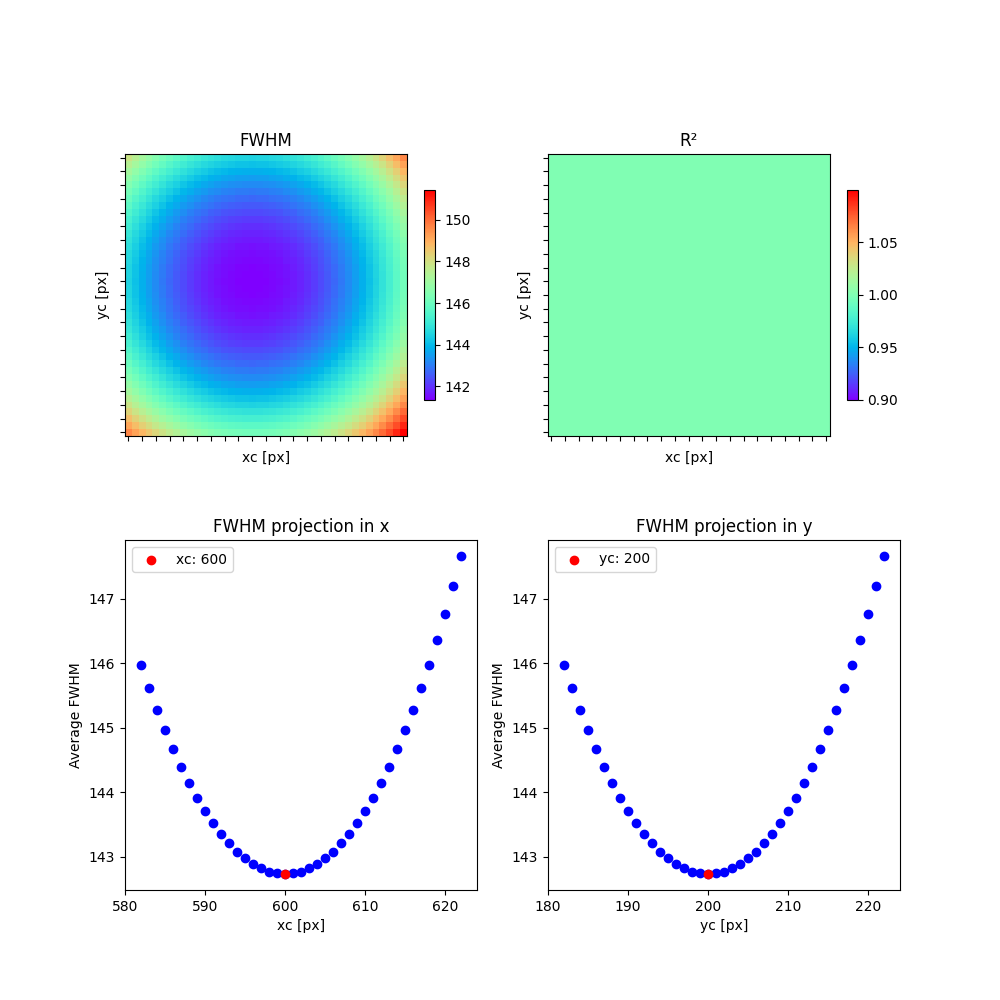 FWHM
yc [px]
xc [px]
150
148
146
144
142
R²
yc [px]
xc [px]
1.05
1.00
0.95
0.90
FWHM projection in x
xc: 600
Average FWHM
147
146
145
144
143
580 590 600 610 620
xc [px]
FWHM projection in y
yc: 200
Average FWHM
147
146
145
144
143
180 190 200 210 220
yc [px]